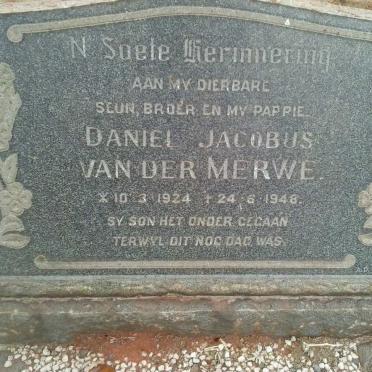 'N Soete Herinnering
AAN MY DIERBARE
SEUN, BROER EN MY PAPPIE.
DANIEL JACOBUS
VAN DER MERWE.
☆ 10·3·1924 ✝ 24·6·1948.
SY SON HET ONDER GEGAAN
TERWYL DIT NOG DAG WAS.